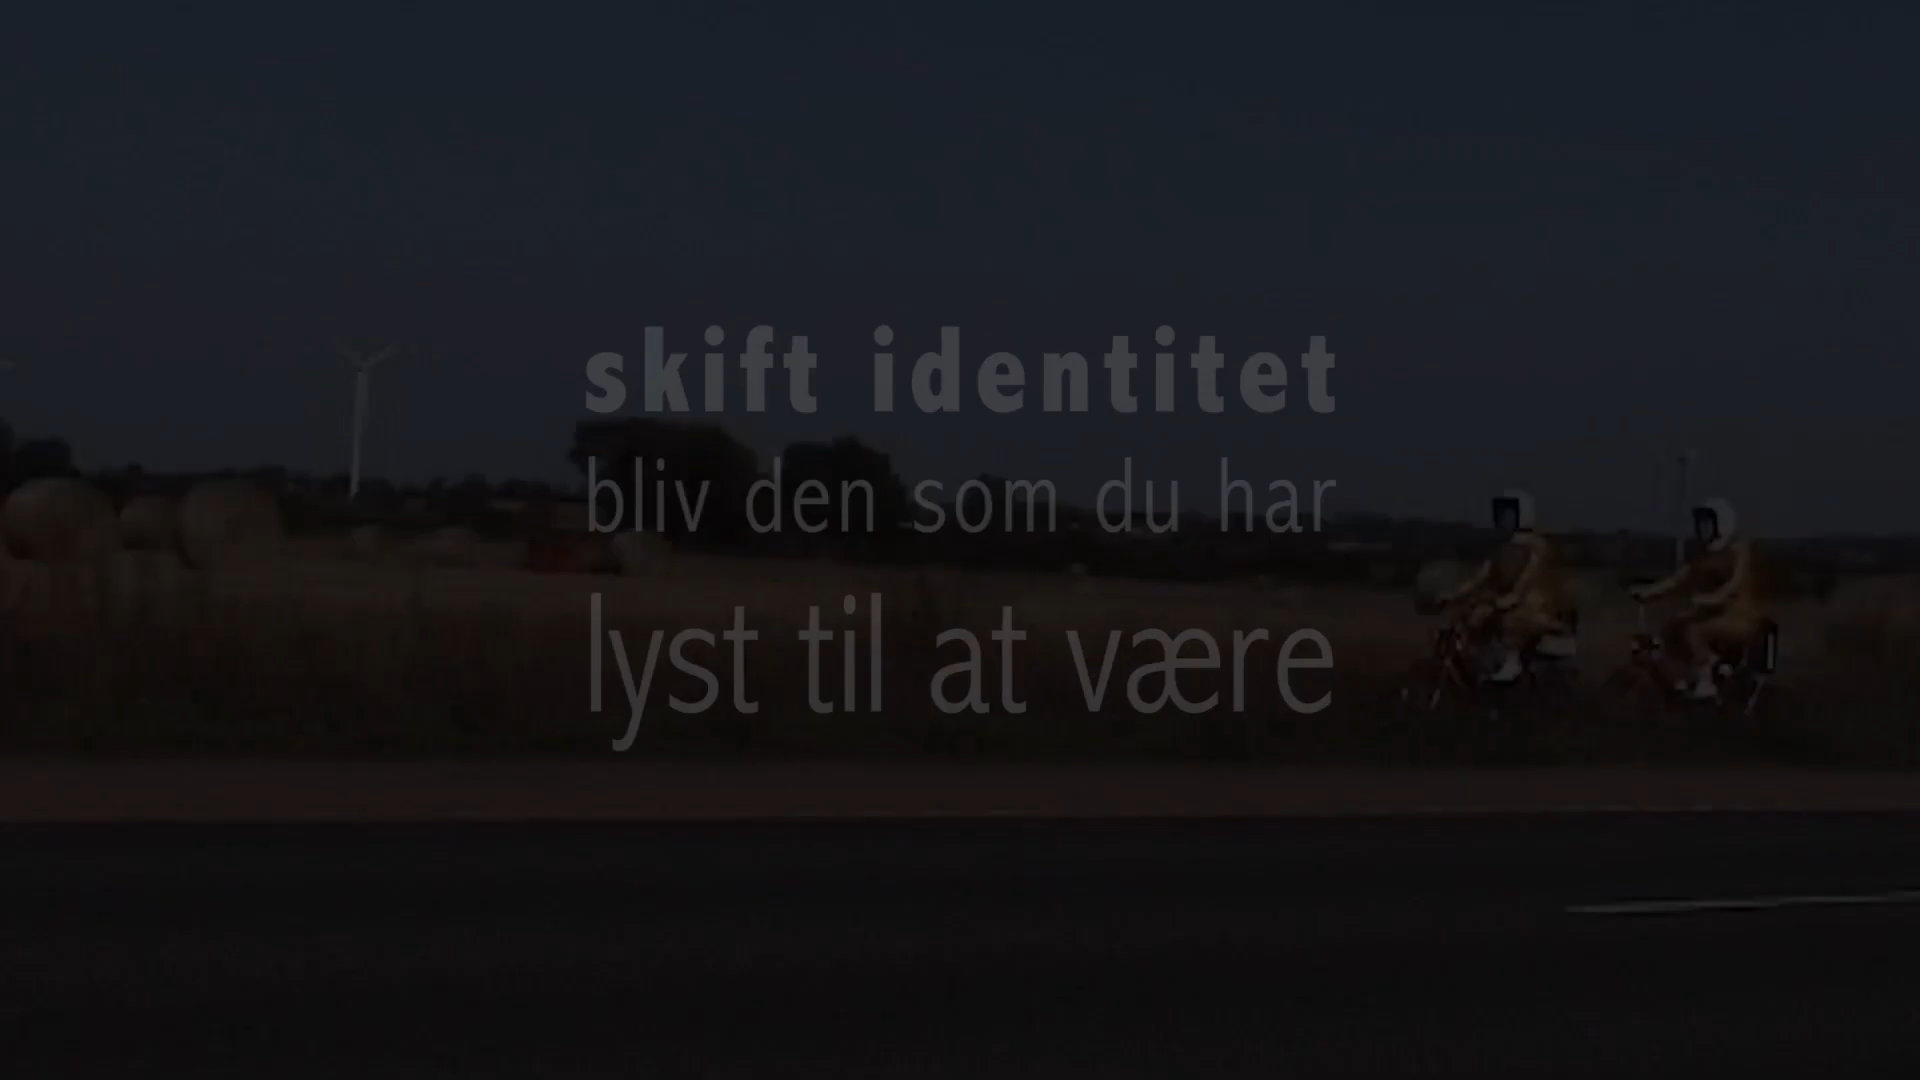 skift identitet
bliv den som du har
lyst til at være